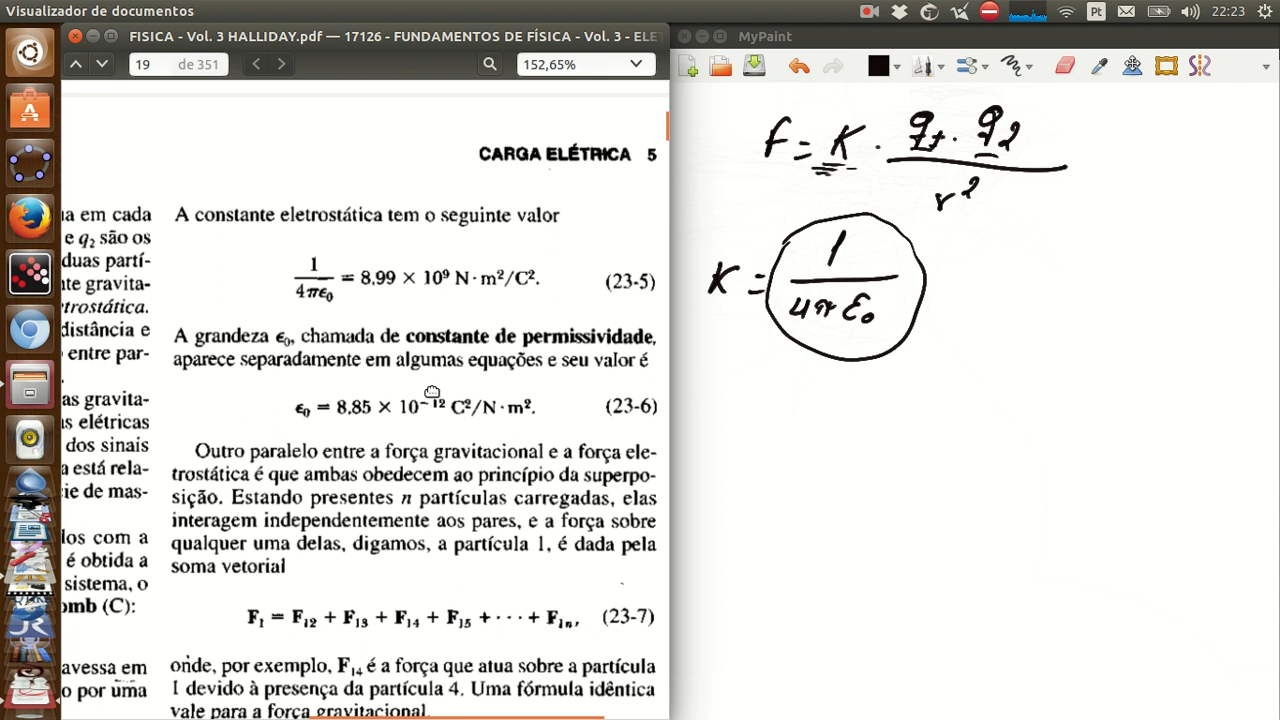 Visualizador de documentos
Pt
22:23
FISICA - Vol. 3 HALLIDAY.pdf — 17126 - FUNDAMENTOS DE FÍSICA - Vol. 3 - ELE
MyPaint
19 de 351
152,65%
CARGA ELÉTRICA 5
ua em cada
e q₂ são os
duas partí-
nte gravita-
trostática.
distância e
o entre par-
as gravita-
s elétricas
dos sinais
a está rela-
cie de mas-
los com a
é obtida a
sistema, o
omb (C):
avessa em
o por uma
A constante eletrostática tem o seguinte valor
1/4πϵ₀ = 8,99 × 10⁹ N·m²/C². (23-5)
A grandeza ϵ₀, chamada de constante de permissividade,
aparece separadamente em algumas equações e seu valor é
ϵ₀ = 8,85 × 10⁻¹² C²/N·m². (23-6)
Outro paralelo entre a força gravitacional e a força ele-
trostática é que ambas obedecem ao princípio da superpo-
sição. Estando presentes n partículas carregadas, elas
interagem independentemente aos pares, e a força sobre
qualquer uma delas, digamos, a partícula 1, é dada pela
soma vetorial
F₁ = F₁₂ + F₁₃ + F₁₄ + F₁₅ + · · · + F₁ₙ, (23-7)
onde, por exemplo, F₁₄ é a força que atua sobre a partícula
1 devido à presença da partícula 4. Uma fórmula idêntica
vale para a força gravitacional.
F = K · q₁ · q₂ / r²
K = 1 / 4πε₀